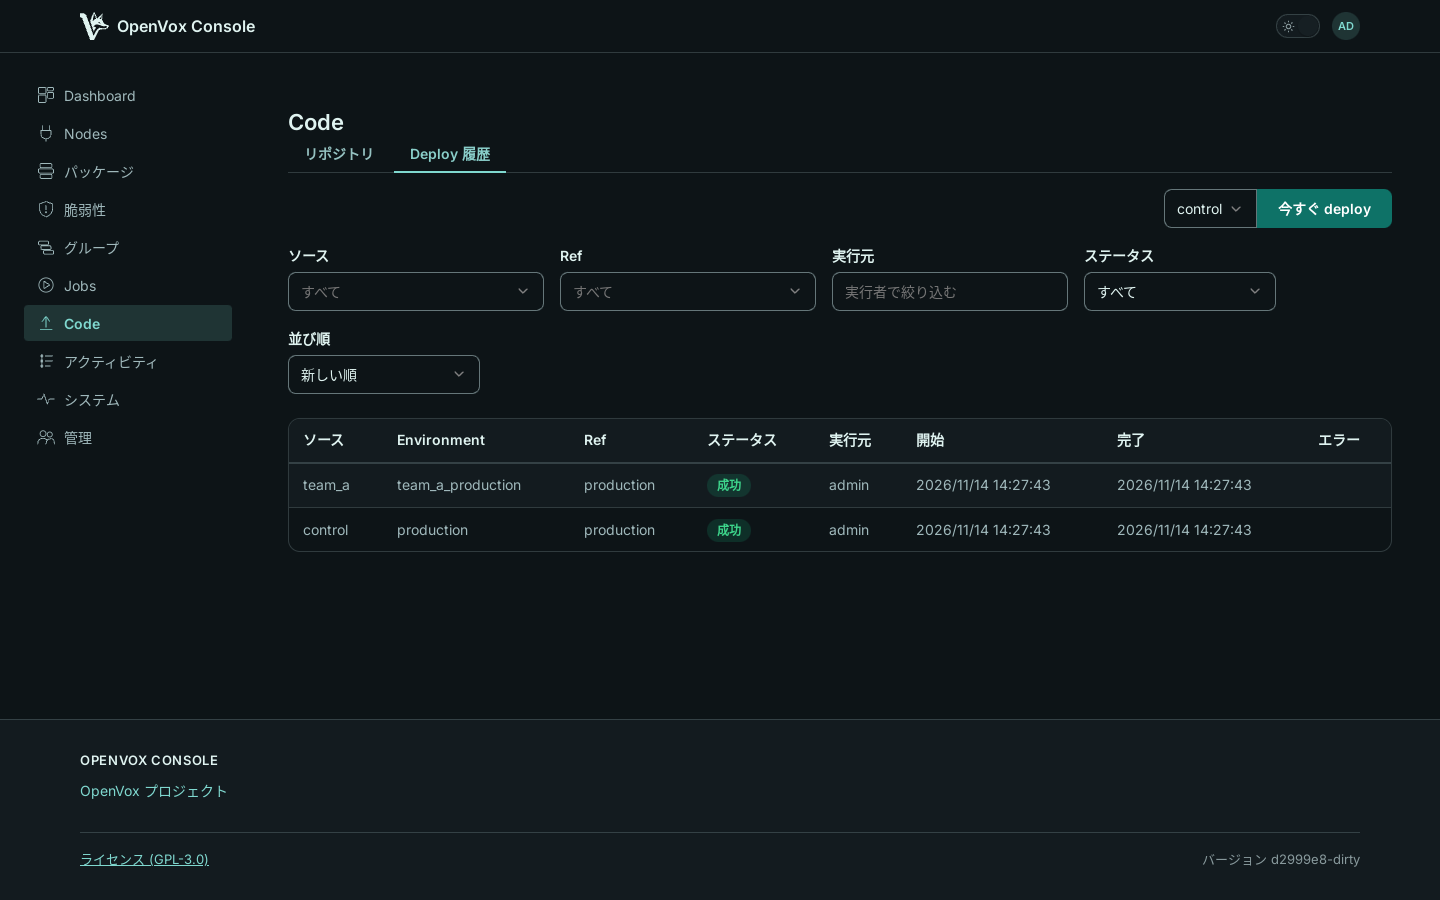 OpenVox Console
AD
Dashboard
Nodes
パッケージ
脆弱性
グループ
Jobs
Code
アクティビティ
システム
管理
Code
リポジトリ
Deploy 履歴
control
今すぐ deploy
ソース
Ref
実行元
ステータス
すべて
すべて
実行者で絞り込む
すべて
並び順
新しい順
ソース Environment Ref ステータス 実行元 開始 完了 エラー
team_a team_a_production production 成功 admin 2026/11/14 14:27:43 2026/11/14 14:27:43
control production production 成功 admin 2026/11/14 14:27:43 2026/11/14 14:27:43
OPENVOX CONSOLE
OpenVox プロジェクト
ライセンス (GPL-3.0)
バージョン d2999e8-dirty